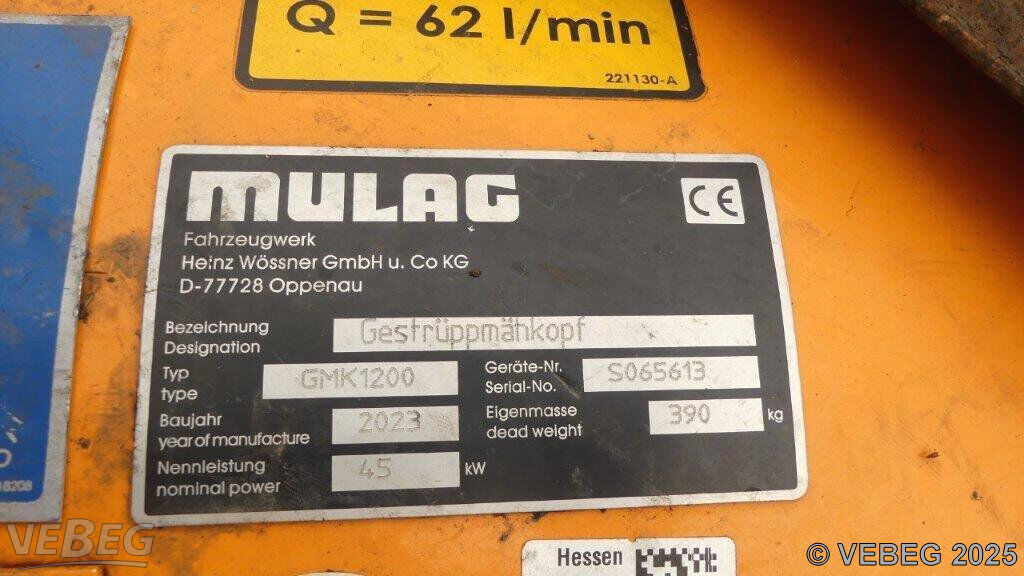 Q = 62 l/min
221130-A
MULAG
CE
Fahrzeugwerk
Heinz Wössner GmbH u. Co KG
D-77728 Oppenau
Bezeichnung
Designation
Gestrüppmähkopf
Typ
type
GMK1200
Geräte-Nr.
Serial-No.
S065613
Baujahr
year of manufacture
2023
Eigenmasse
dead weight
390 kg
Nennleistung
nominal power
45 kW
18208
VEBEG
Hessen
© VEBEG 2025